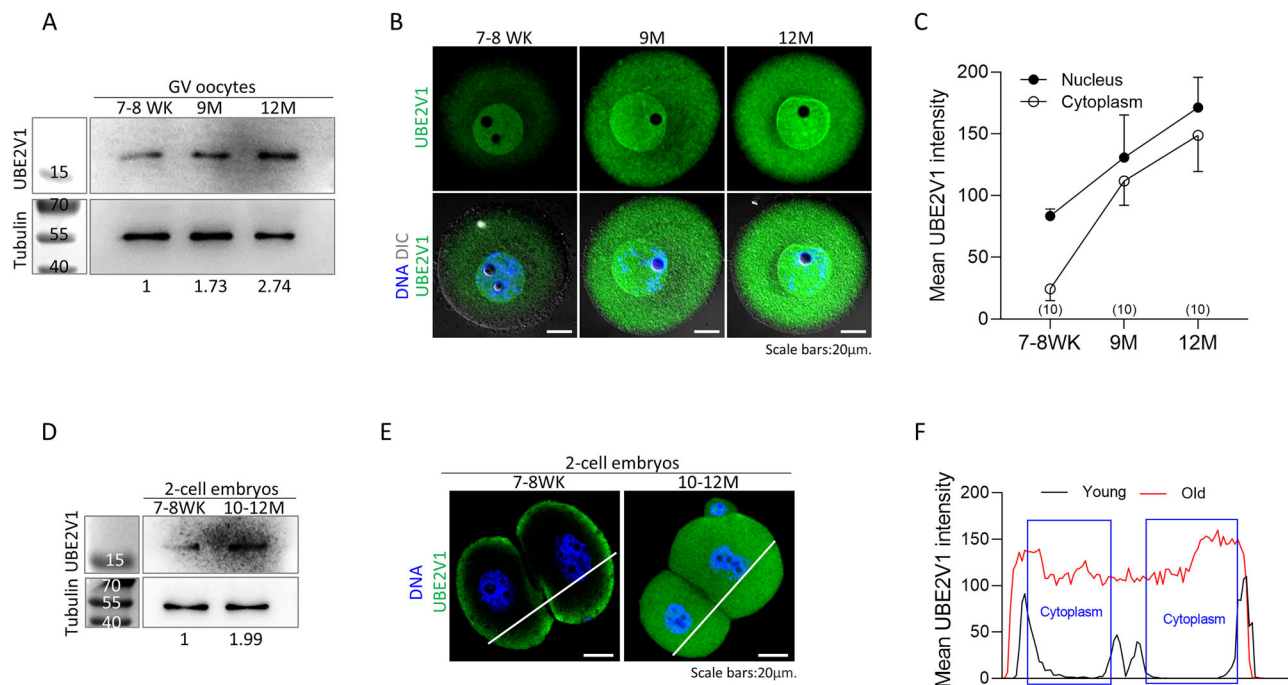 A
GV oocytes
7-8 WK 9M 12M
UBE2V1
15
Tubulin
70
55
40
1 1.73 2.74
B
7-8 WK 9M 12M
UBE2V1
DNA DIC
UBE2V1
Scale bars:20μm.
C
Nucleus
Cytoplasm
Mean UBE2V1 intensity
200
150
100
50
0
(10) (10) (10)
7-8WK 9M 12M
D
2-cell embryos
7-8WK 10-12M
UBE2V1
15
Tubulin
70
55
40
1 1.99
E
2-cell embryos
7-8WK 10-12M
DNA
UBE2V1
Scale bars:20μm.
F
Young Old
Mean UBE2V1 intensity
200
150
100
50
0
Cytoplasm Cytoplasm